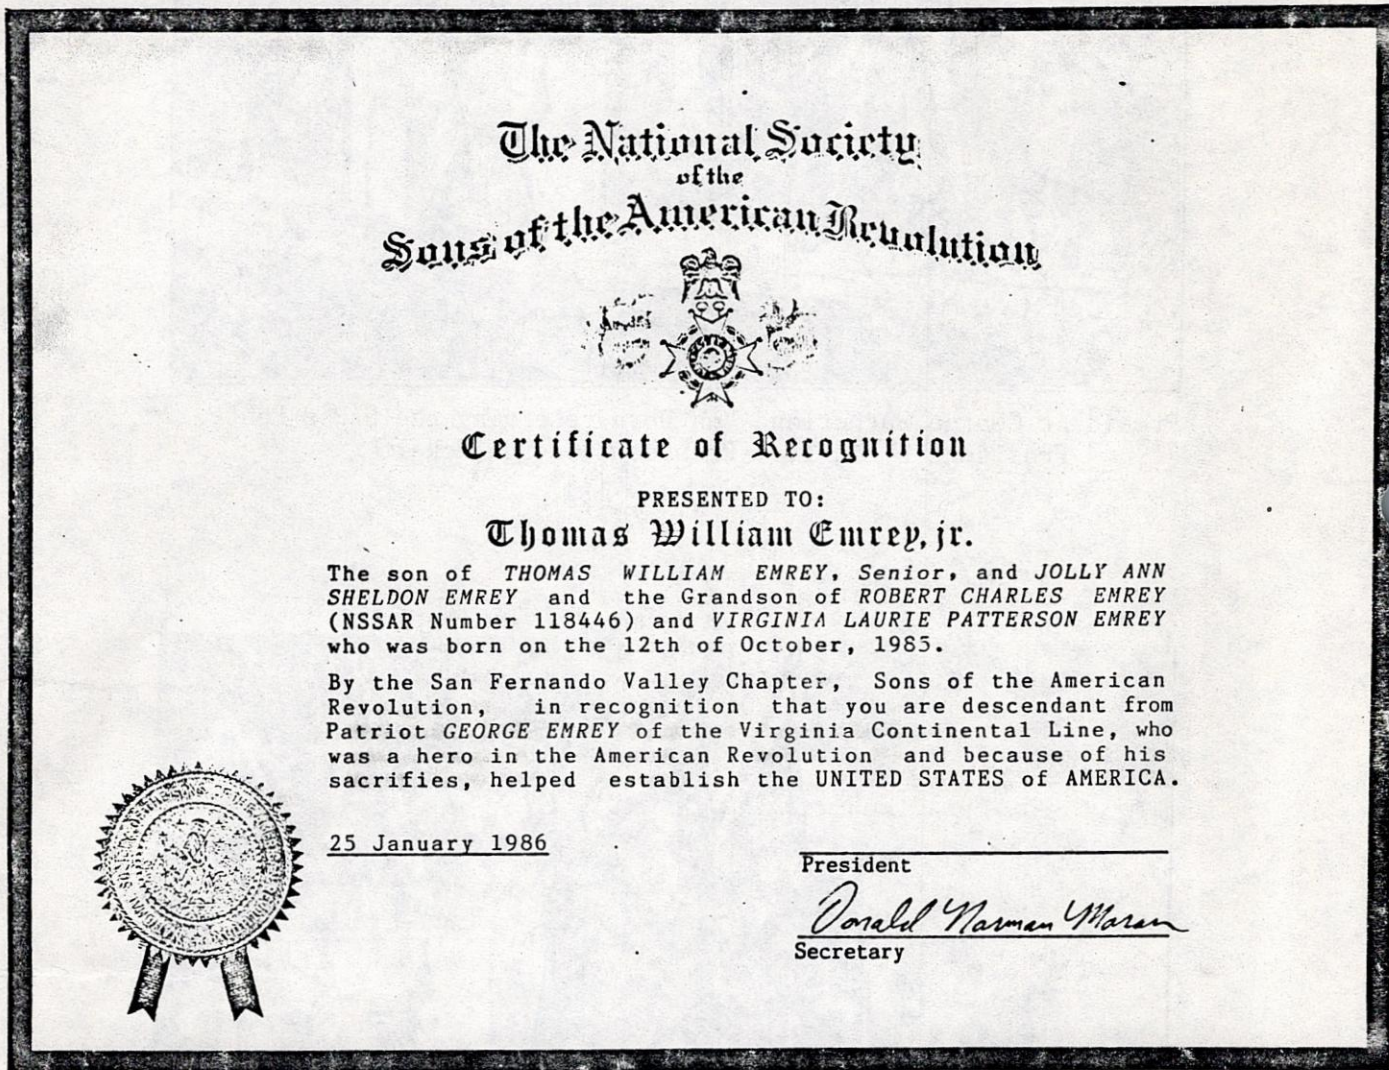 The National Society
of the
Sons of the American Revolution
Certificate of Recognition
PRESENTED TO:
Thomas William Emrey, jr.
The son of THOMAS WILLIAM EMREY, Senior, and JOLLY ANN
SHELDON EMREY and the Grandson of ROBERT CHARLES EMREY
(NSSAR Number 118446) and VIRGINIA LAURIE PATTERSON EMREY
who was born on the 12th of October, 1985.
By the San Fernando Valley Chapter, Sons of the American
Revolution, in recognition that you are descendant from
Patriot GEORGE EMREY of the Virginia Continental Line, who
was a hero in the American Revolution and because of his
sacrifies, helped establish the UNITED STATES of AMERICA.
25 January 1986
President
Donald Norman Moran
Secretary